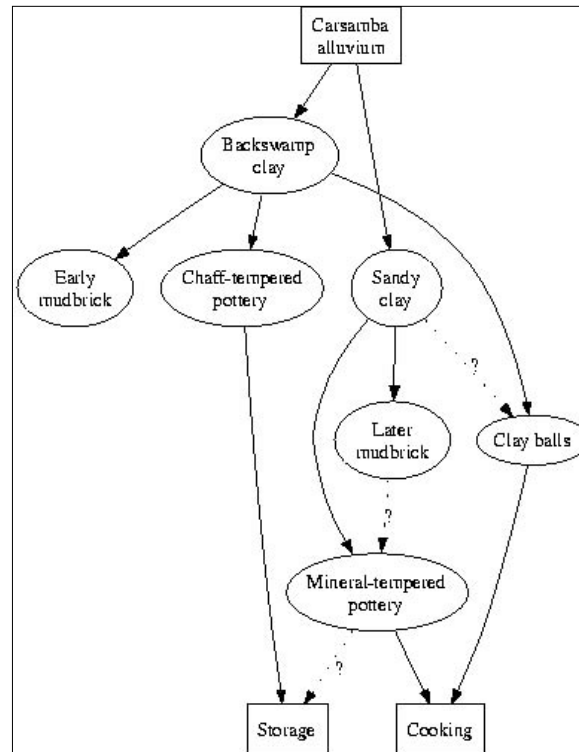 Carsamba
alluvium
Backswamp
clay
Early
mudbrick
Chaff-tempered
pottery
Sandy
clay
?
Later
mudbrick
Clay balls
?
Mineral-tempered
pottery
?
Storage
Cooking